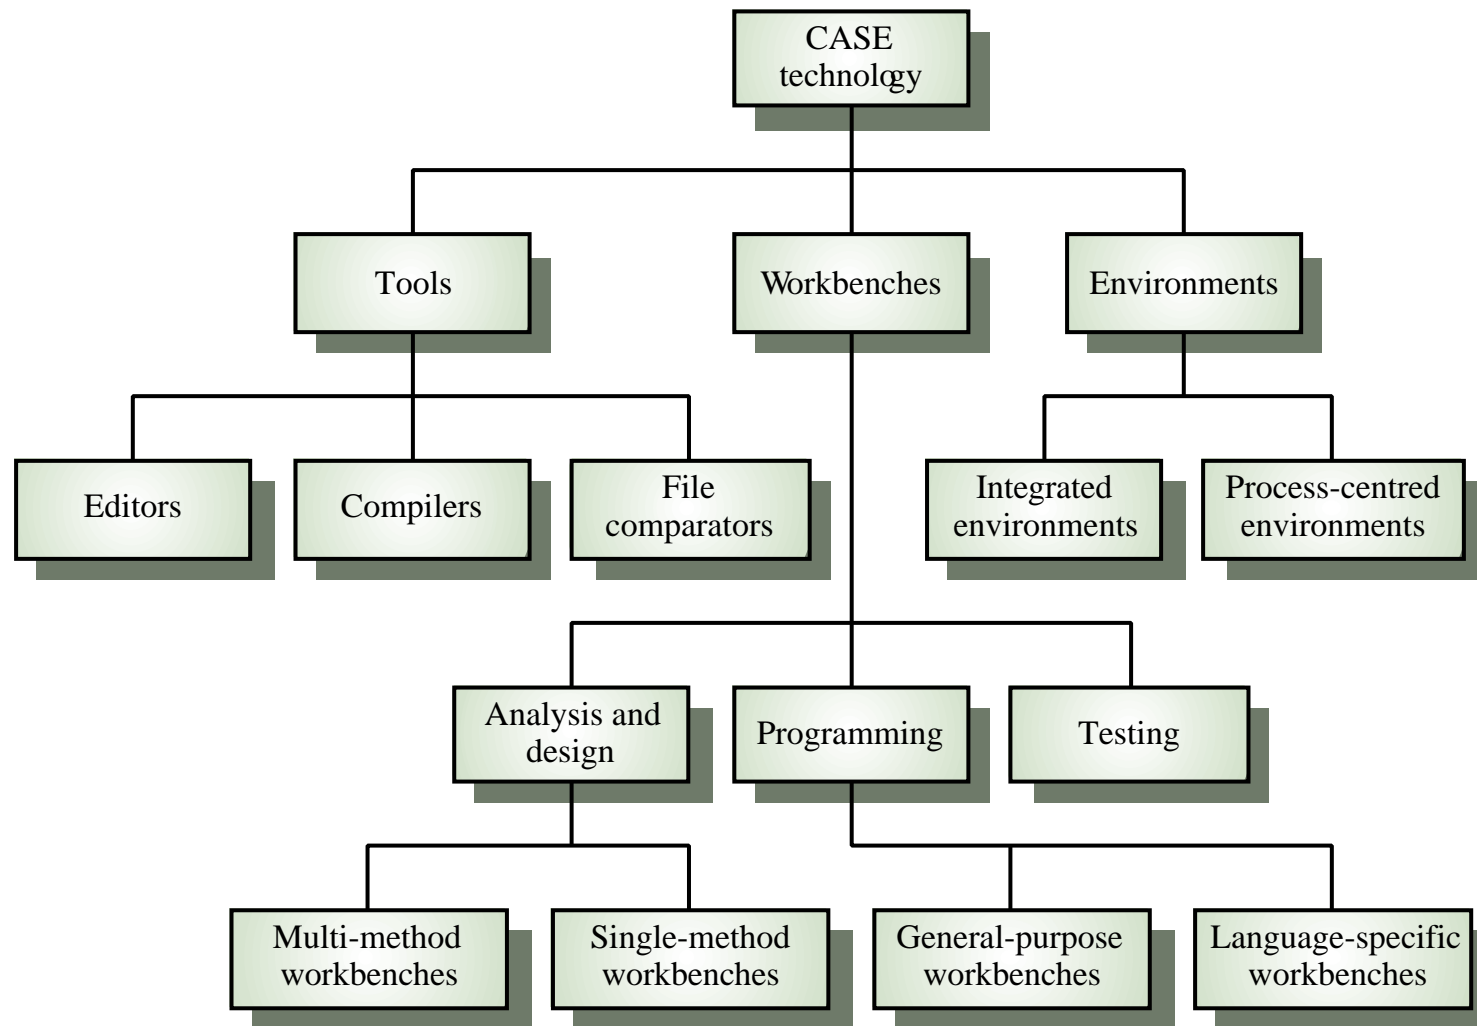 CASE
technology
Tools
Workbenches
Environments
Editors
Compilers
File
comparators
Integrated
environments
Process-centred
environments
Analysis and
design
Programming
Testing
Multi-method
workbenches
Single-method
workbenches
General-purpose
workbenches
Language-specific
workbenches